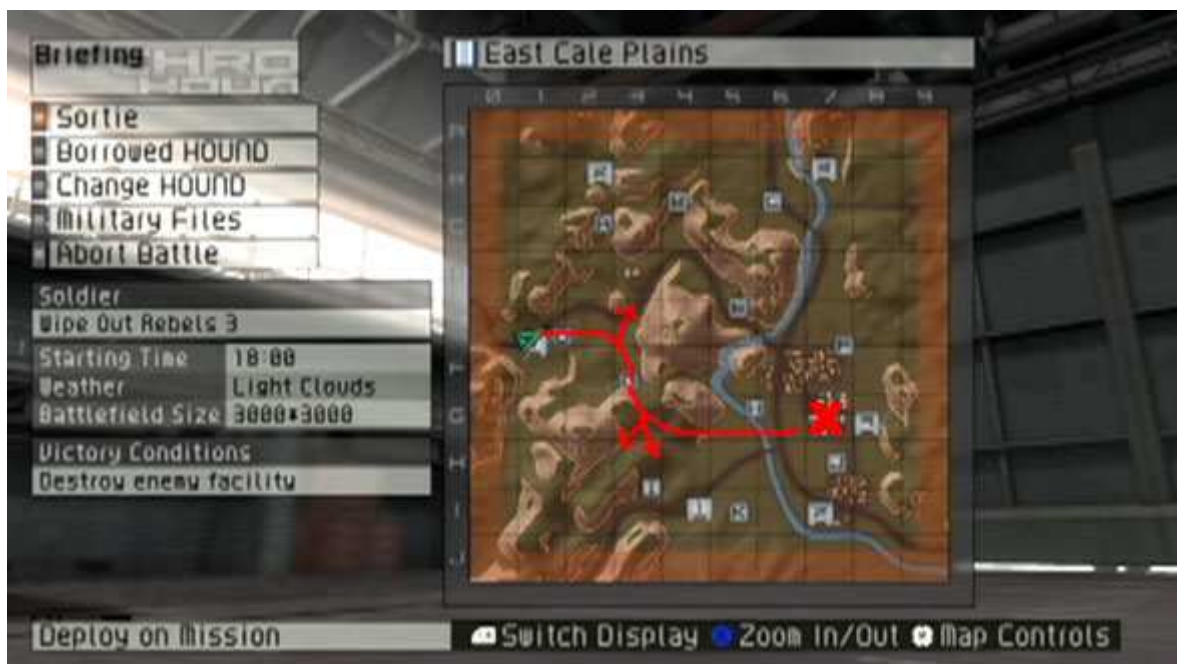 Briefing
East Cale Plains
Sortie
Borrowed HOUND
Change HOUND
Military Files
Abort Battle
Soldier
Wipe Out Rebels 3
Starting Time 18:00
Weather Light Clouds
Battlefield Size 3000*3000
Victory Conditions
Destroy enemy facility
Deploy on Mission
Switch Display Zoom In/Out Map Controls